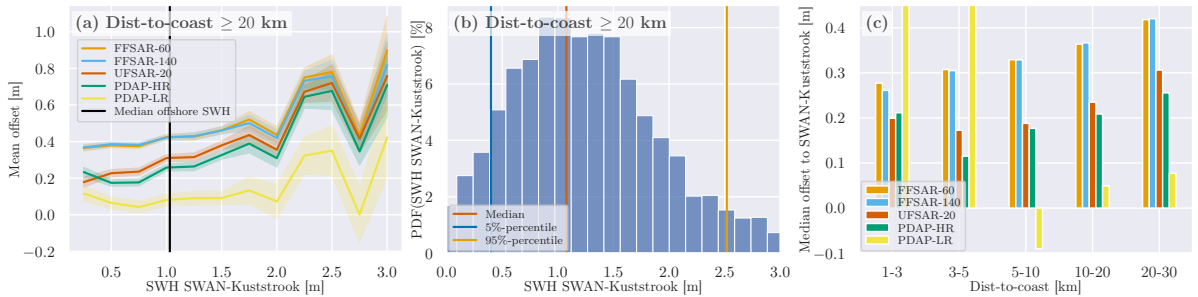 (a) Dist-to-coast ≥ 20 km
Mean offset [m]
1.0
0.8
0.6
0.4
0.2
0.0
−0.2
FFSAR-60
FFSAR-140
UFSAR-20
PDAP-HR
PDAP-LR
Median offshore SWH
0.5 1.0 1.5 2.0 2.5 3.0
SWH SWAN-Kuststrook [m]
(b) Dist-to-coast ≥ 20 km
PDF(SWH SWAN-Kuststrook) [%]
8
6
4
2
0
Median
5%-percentile
95%-percentile
0.0 0.5 1.0 1.5 2.0 2.5 3.0
SWH SWAN-Kuststrook [m]
(c)
Median offset to SWAN-Kuststrook [m]
0.4
0.3
0.2
0.1
0.0
−0.1
FFSAR-60
FFSAR-140
UFSAR-20
PDAP-HR
PDAP-LR
1-3 3-5 5-10 10-20 20-30
Dist-to-coast [km]